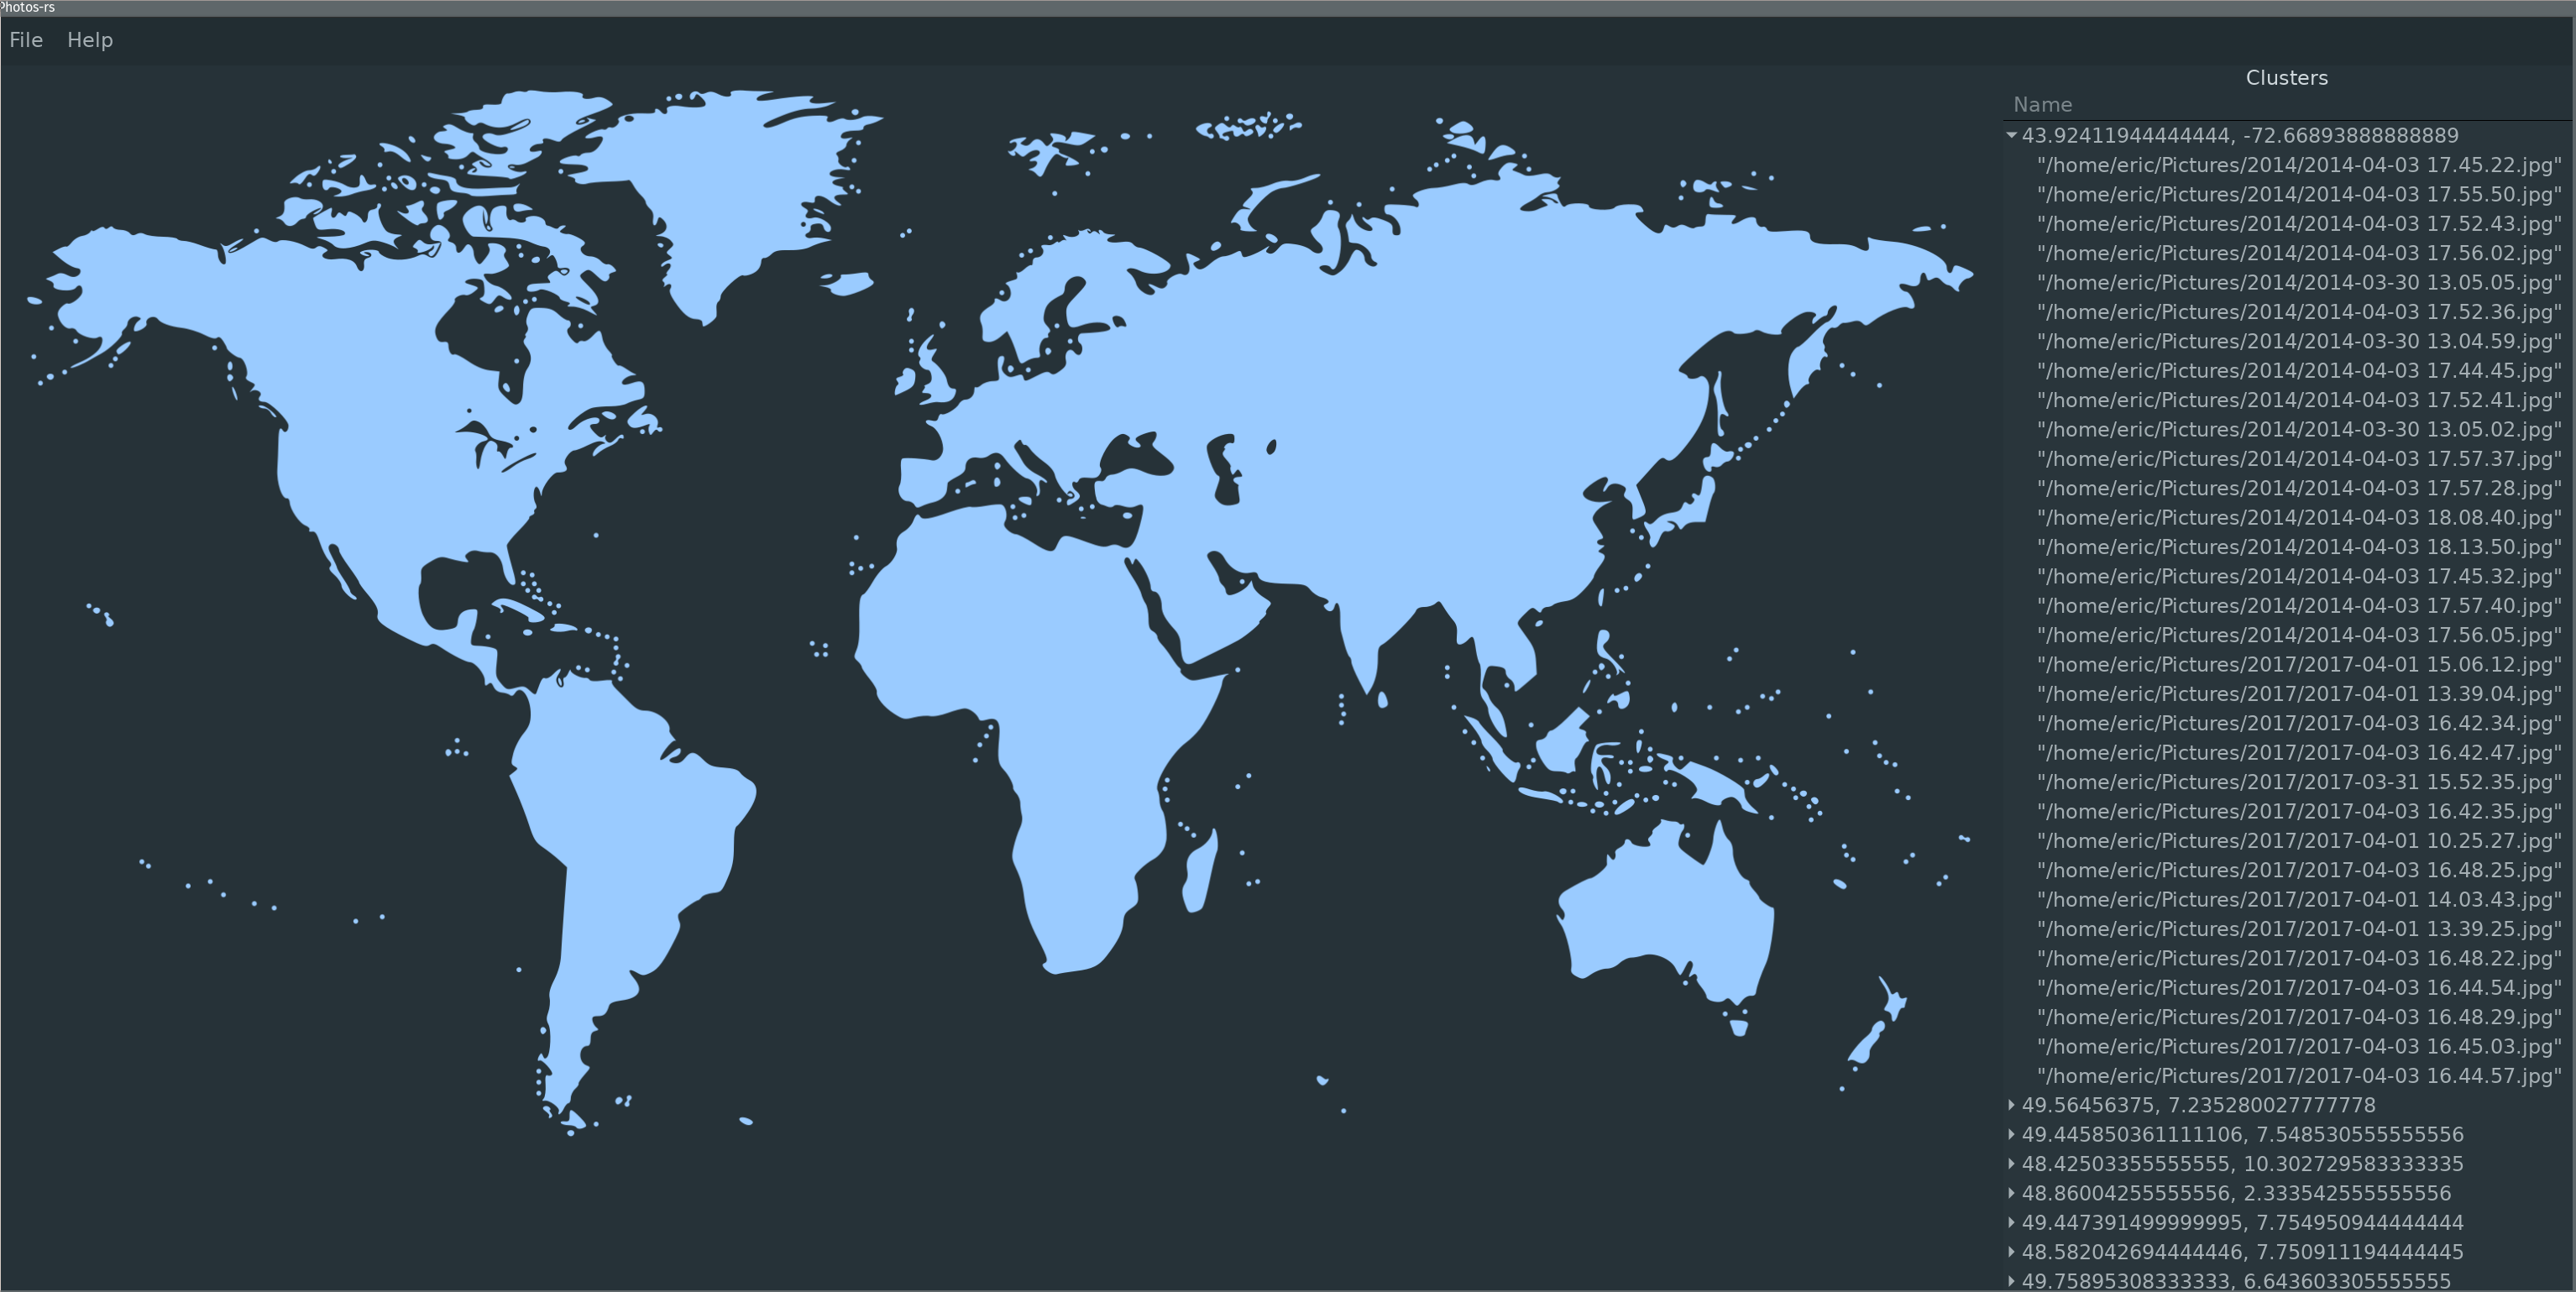 Photos-rs
File Help
Clusters
Name
43.92411944444444, -72.66893888888889
"/home/eric/Pictures/2014/2014-04-03 17.45.22.jpg"
"/home/eric/Pictures/2014/2014-04-03 17.55.50.jpg"
"/home/eric/Pictures/2014/2014-04-03 17.52.43.jpg"
"/home/eric/Pictures/2014/2014-04-03 17.56.02.jpg"
"/home/eric/Pictures/2014/2014-03-30 13.05.05.jpg"
"/home/eric/Pictures/2014/2014-04-03 17.52.36.jpg"
"/home/eric/Pictures/2014/2014-03-30 13.04.59.jpg"
"/home/eric/Pictures/2014/2014-04-03 17.44.45.jpg"
"/home/eric/Pictures/2014/2014-04-03 17.52.41.jpg"
"/home/eric/Pictures/2014/2014-03-30 13.05.02.jpg"
"/home/eric/Pictures/2014/2014-04-03 17.57.37.jpg"
"/home/eric/Pictures/2014/2014-04-03 17.57.28.jpg"
"/home/eric/Pictures/2014/2014-04-03 18.08.40.jpg"
"/home/eric/Pictures/2014/2014-04-03 18.13.50.jpg"
"/home/eric/Pictures/2014/2014-04-03 17.45.32.jpg"
"/home/eric/Pictures/2014/2014-04-03 17.57.40.jpg"
"/home/eric/Pictures/2014/2014-04-03 17.56.05.jpg"
"/home/eric/Pictures/2017/2017-04-01 15.06.12.jpg"
"/home/eric/Pictures/2017/2017-04-01 13.39.04.jpg"
"/home/eric/Pictures/2017/2017-04-03 16.42.34.jpg"
"/home/eric/Pictures/2017/2017-04-03 16.42.47.jpg"
"/home/eric/Pictures/2017/2017-03-31 15.52.35.jpg"
"/home/eric/Pictures/2017/2017-04-03 16.42.35.jpg"
"/home/eric/Pictures/2017/2017-04-01 10.25.27.jpg"
"/home/eric/Pictures/2017/2017-04-03 16.48.25.jpg"
"/home/eric/Pictures/2017/2017-04-01 14.03.43.jpg"
"/home/eric/Pictures/2017/2017-04-01 13.39.25.jpg"
"/home/eric/Pictures/2017/2017-04-03 16.48.22.jpg"
"/home/eric/Pictures/2017/2017-04-03 16.44.54.jpg"
"/home/eric/Pictures/2017/2017-04-03 16.48.29.jpg"
"/home/eric/Pictures/2017/2017-04-03 16.45.03.jpg"
"/home/eric/Pictures/2017/2017-04-03 16.44.57.jpg"
49.56456375, 7.235280027777778
49.445850361111106, 7.548530555555556
48.42503355555555, 10.302729583333335
48.86004255555556, 2.333542555555556
49.447391499999995, 7.754950944444444
48.582042694444446, 7.750911194444445
49.75895308333333, 6.643603305555555